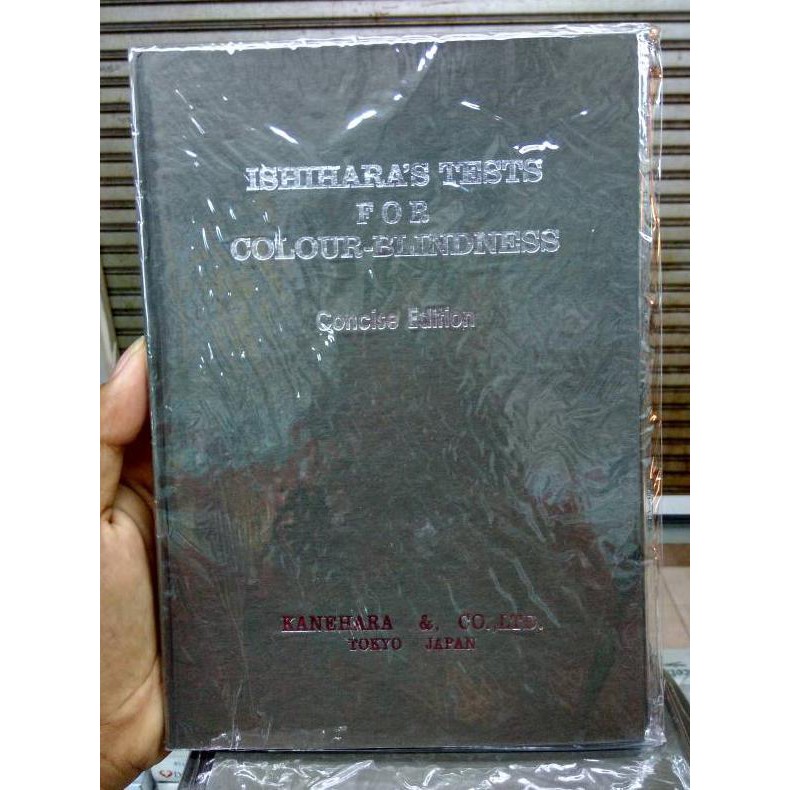 ISHIHARA'S TESTS
FOR
COLOUR-BLINDNESS
Concise Edition
KANEHARA &. CO.,LTD.
TOKYO JAPAN